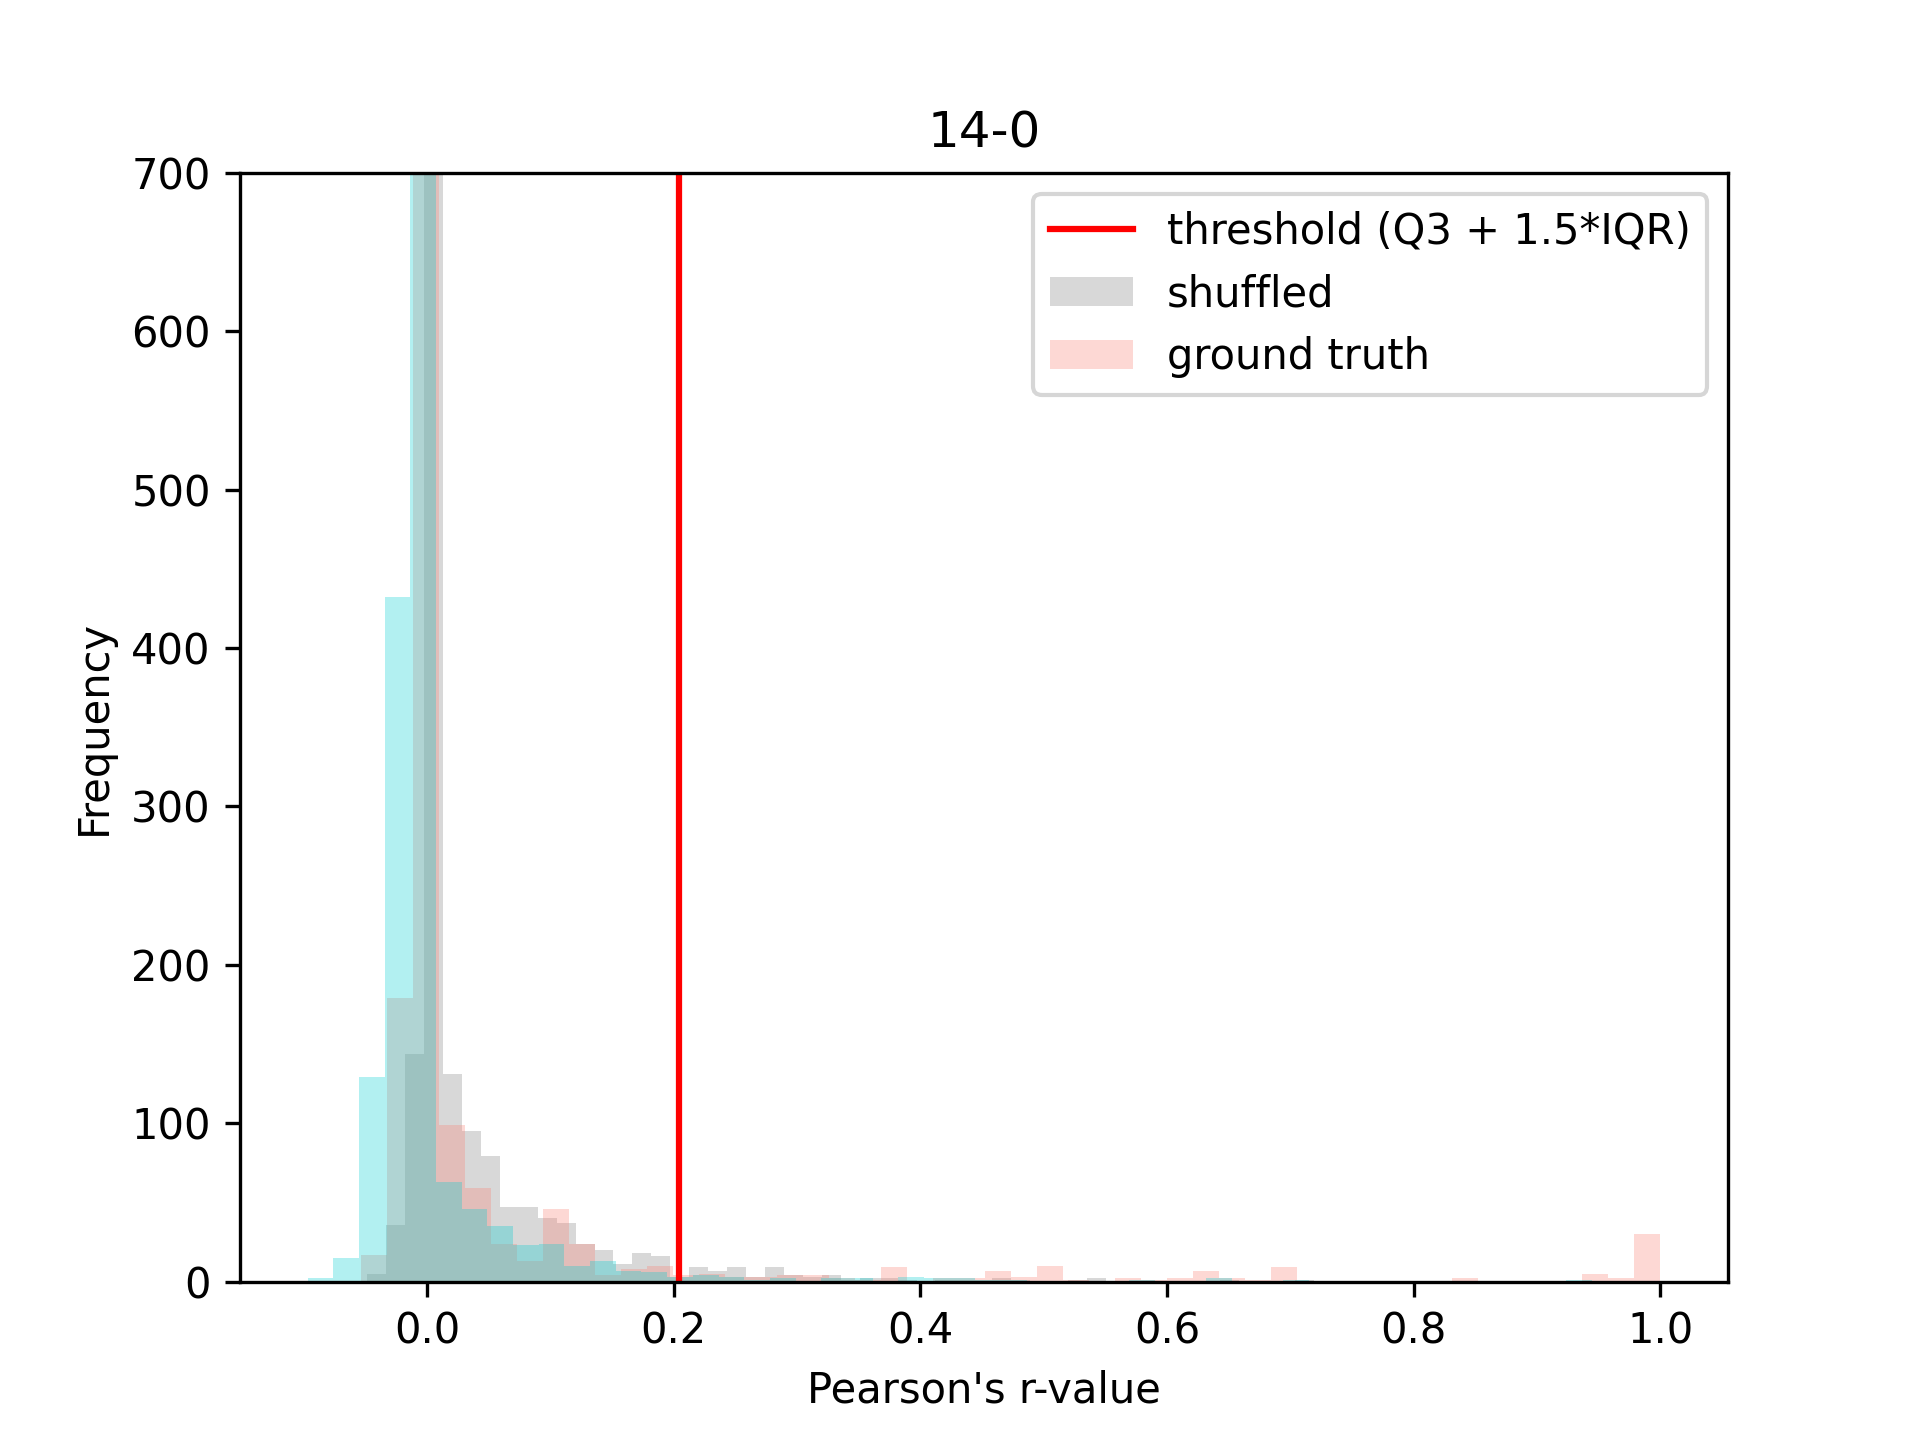 14-0
700
600
500
400
300
200
100
0
Frequency
threshold (Q3 + 1.5*IQR)
shuffled
ground truth
0.0 0.2 0.4 0.6 0.8 1.0
Pearson's r-value